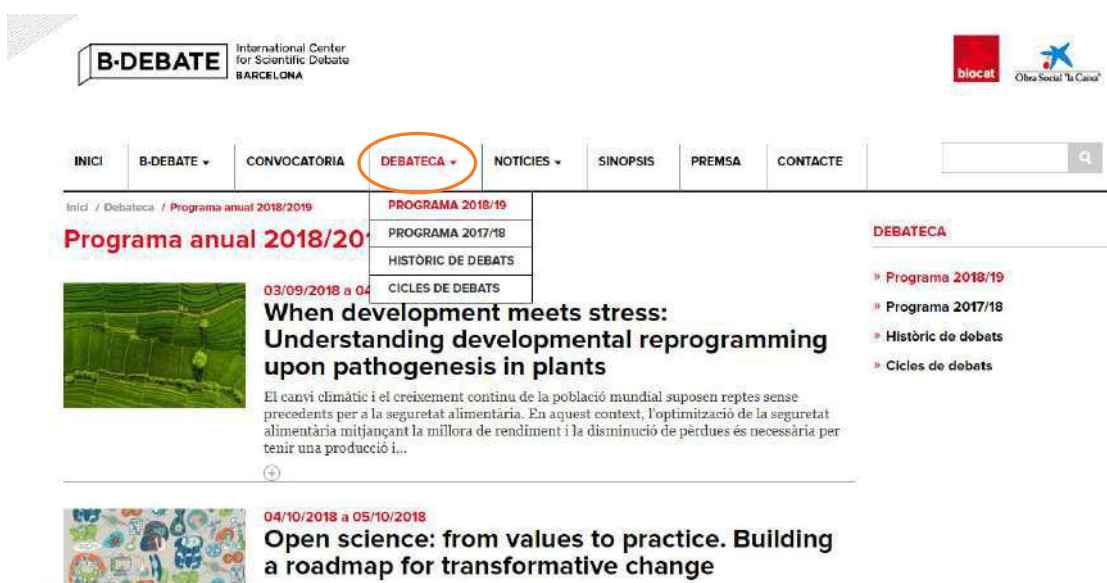 B·DEBATE
International Center
for Scientific Debate
BARCELONA
biocat
Obra Social "la Caixa"
INICI
B·DEBATE
CONVOCATÒRIA
DEBATECA
NOTÍCIES
SINOPSIS
PREMSA
CONTACTE
Inici / Debateca / Programa anual 2018/2019
PROGRAMA 2018/19
PROGRAMA 2017/18
HISTÒRIC DE DEBATS
CICLES DE DEBATS
Programa anual 2018/20
DEBATECA
» Programa 2018/19
» Programa 2017/18
» Històric de debats
» Cicles de debats
03/09/2018 a 0
When development meets stress:
Understanding developmental reprogramming
upon pathogenesis in plants
El canvi climàtic i el creixement continu de la població mundial suposen reptes sense
precedents per a la seguretat alimentària. En aquest context, l'optimització de la seguretat
alimentària mitjançant la millora de rendiment i la disminució de pèrdues és necessària per
tenir una producció i...
04/10/2018 a 05/10/2018
Open science: from values to practice. Building
a roadmap for transformative change